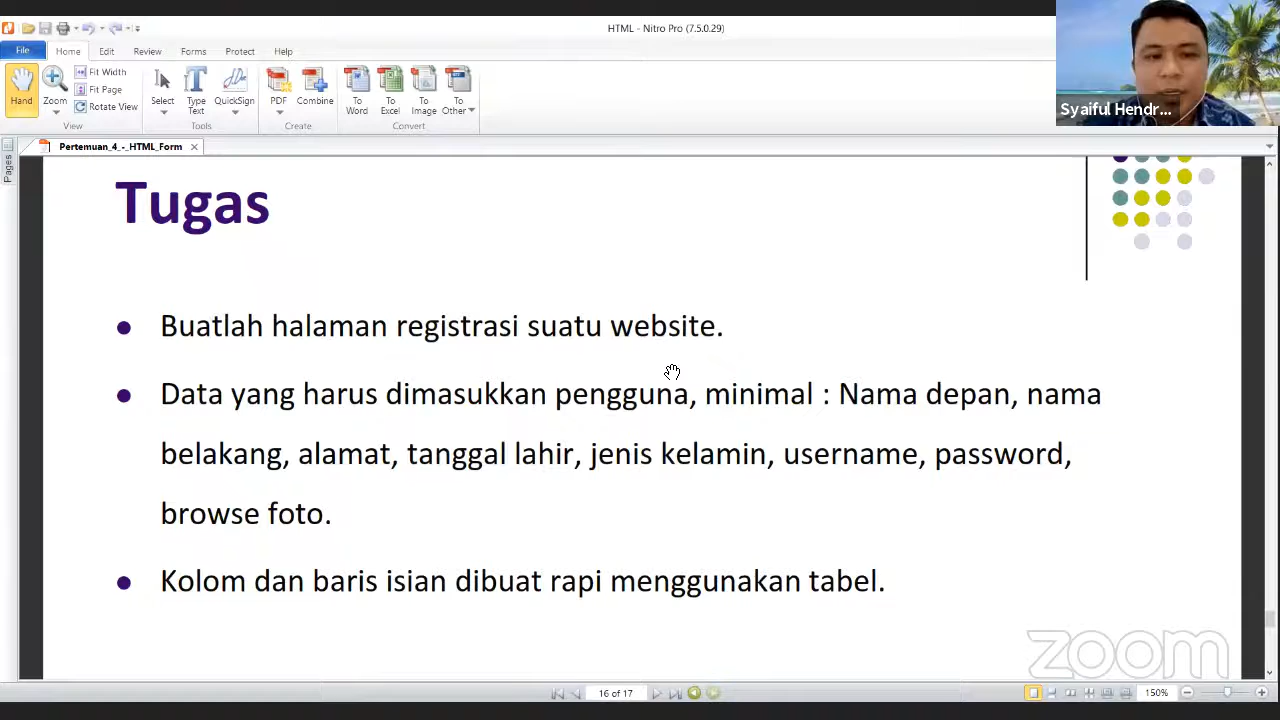 HTML - Nitro Pro (7.5.0.29)
File Home Edit Review Forms Protect Help
Hand
Zoom
Fit Width
Fit Page
Rotate View
View
Select
Type Text
QuickSign
Tools
PDF
Combine
Create
To Word
To Excel
To Image
To Other
Convert
Syaiful Hendr...
Pages
Pertemuan_4_-_HTML_Form
Tugas
Buatlah halaman registrasi suatu website.
Data yang harus dimasukkan pengguna, minimal : Nama depan, nama
belakang, alamat, tanggal lahir, jenis kelamin, username, password,
browse foto.
Kolom dan baris isian dibuat rapi menggunakan tabel.
zoom
16 of 17
150%